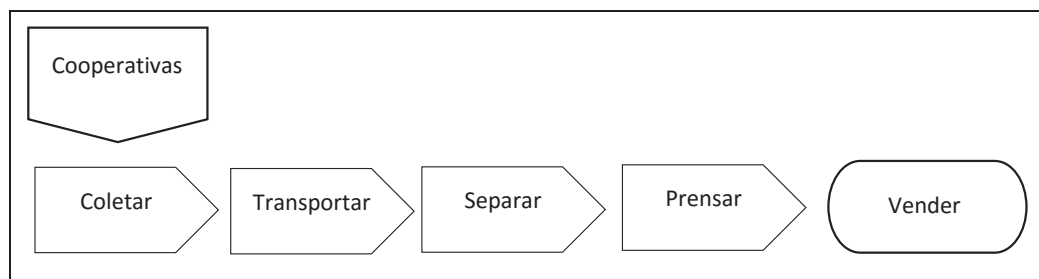 Cooperativas
Coletar
Transportar
Separar
Prensar
Vender